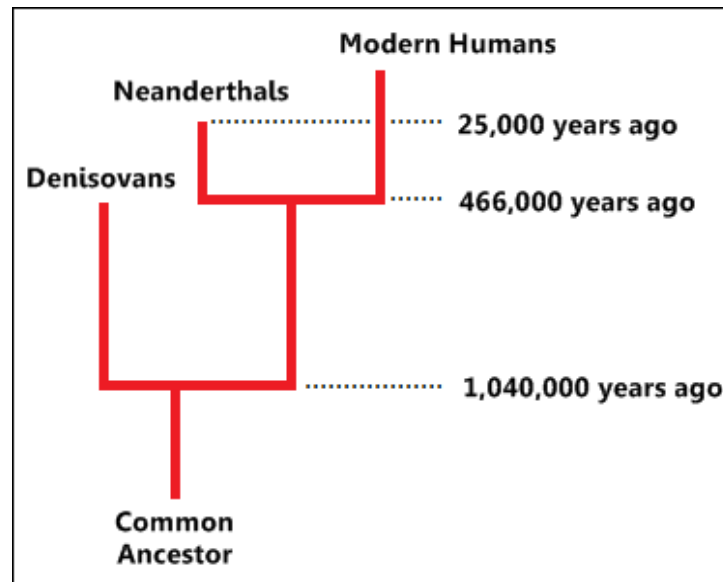 Modern Humans
Neanderthals
25,000 years ago
Denisovans
466,000 years ago
1,040,000 years ago
Common
Ancestor